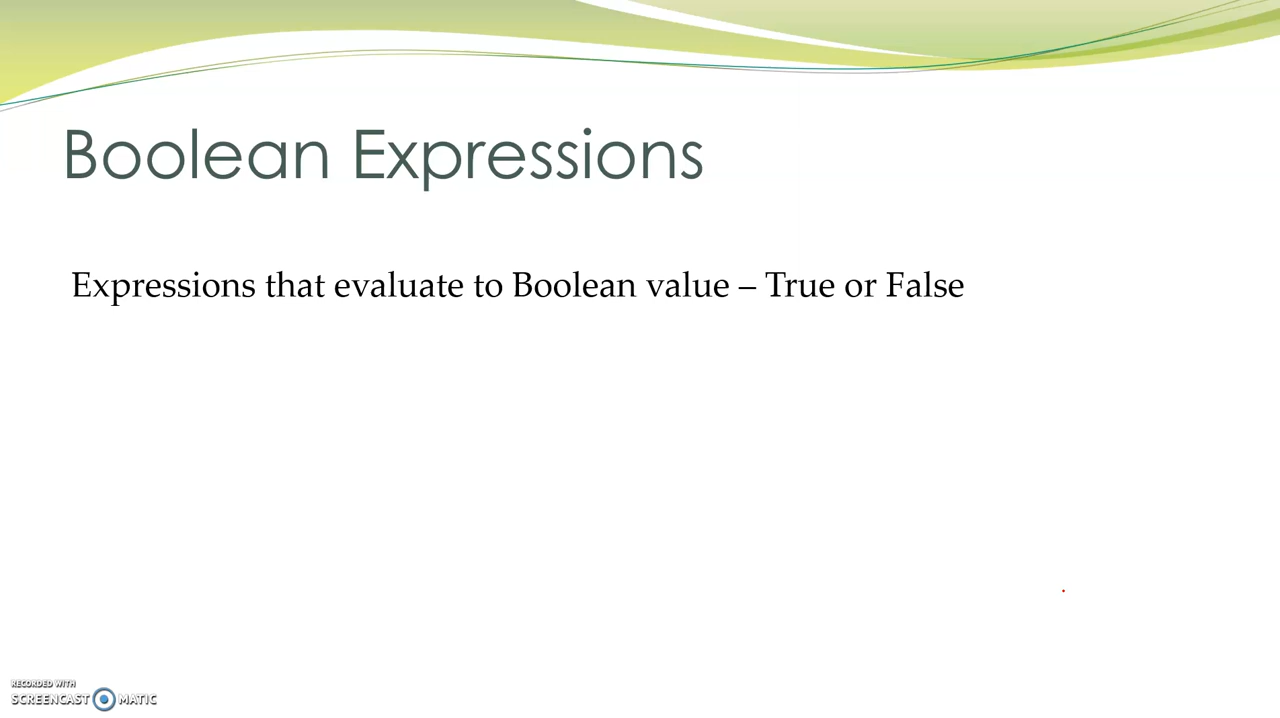 Boolean Expressions
Expressions that evaluate to Boolean value – True or False
RECORDED WITH
SCREENCAST MATIC